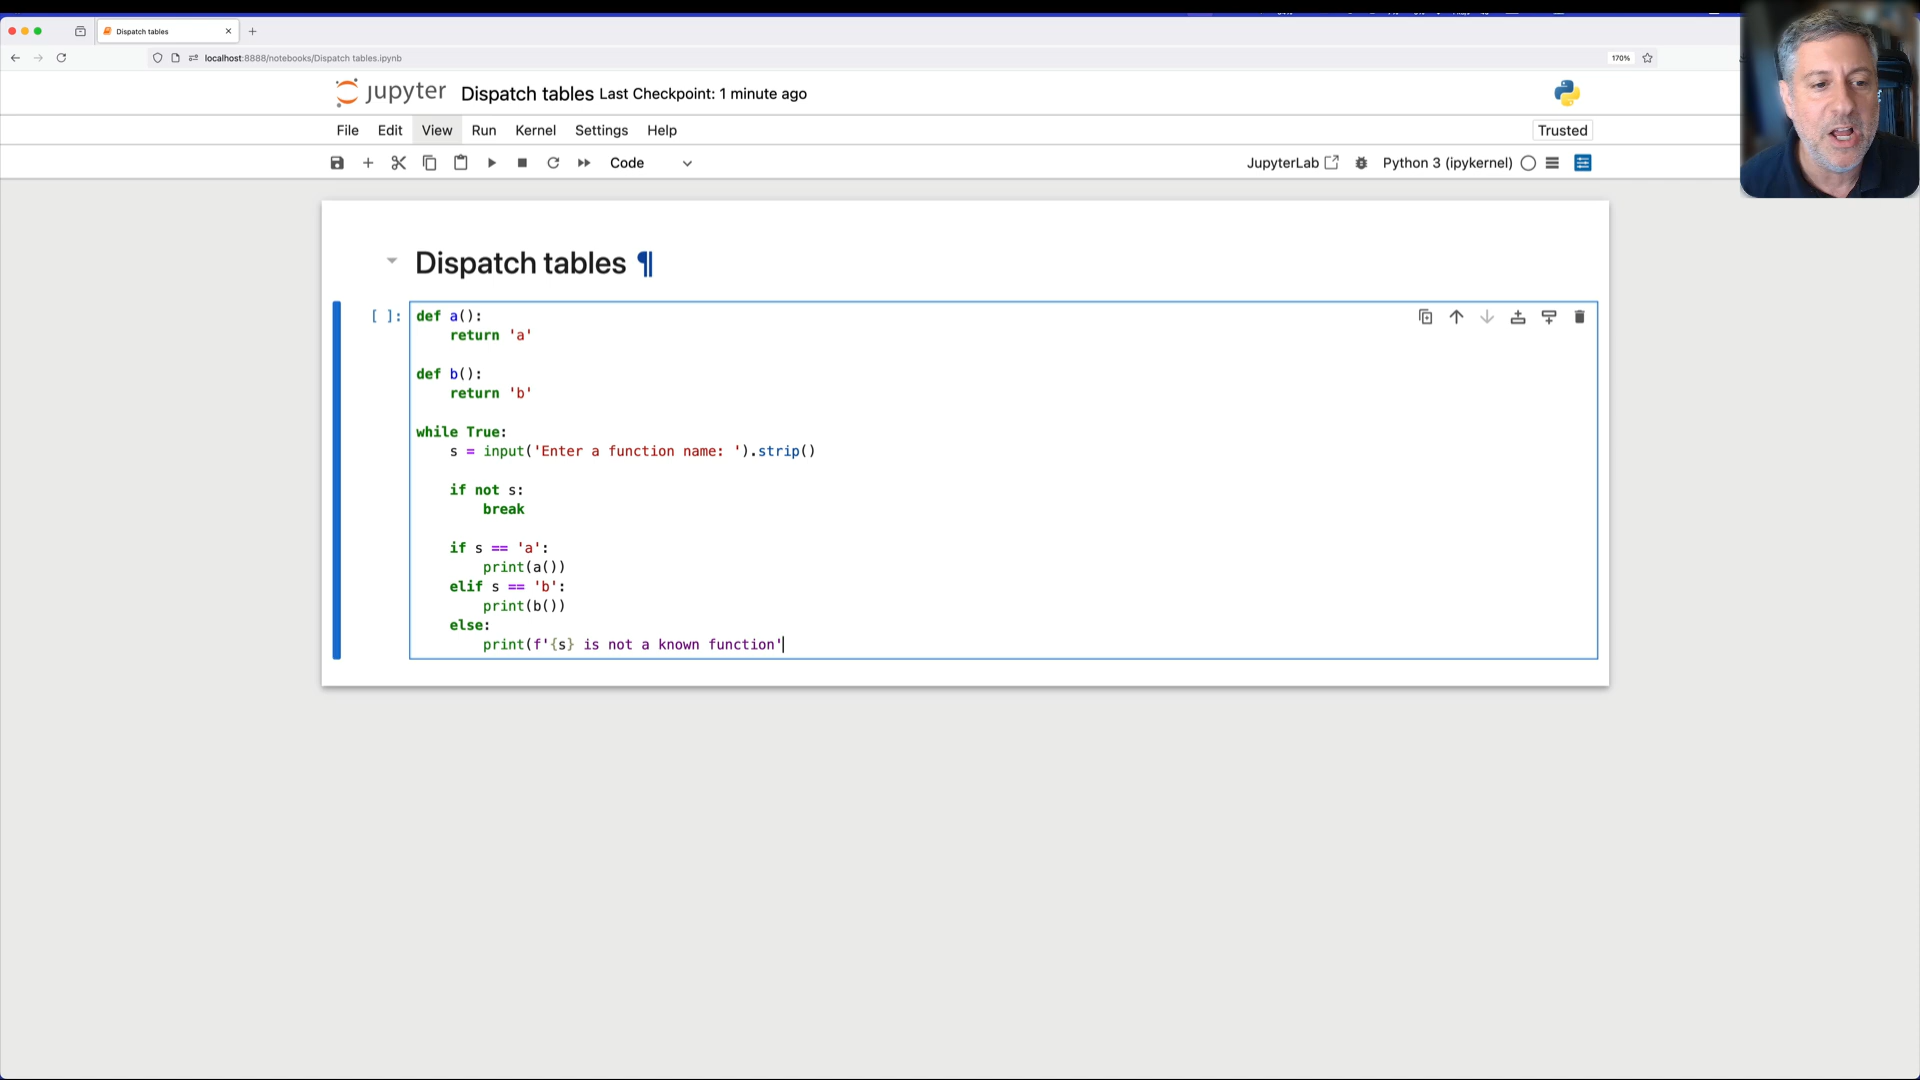 Dispatch tables
localhost:8888/notebooks/Dispatch tables.ipynb
170%
jupyter Dispatch tables Last Checkpoint: 1 minute ago
File Edit View Run Kernel Settings Help
Trusted
Code
JupyterLab
Python 3 (ipykernel)
Dispatch tables ¶
[ ]:
def a():
    return 'a'
def b():
    return 'b'
while True:
    s = input('Enter a function name: ').strip()
    if not s:
        break
    if s == 'a':
        print(a())
    elif s == 'b':
        print(b())
    else:
        print(f'{s} is not a known function'